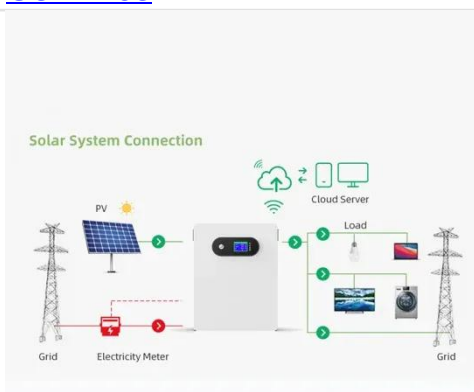 Solar System Connection
Cloud Server
PV
Load
Grid
Electricity Meter
Grid